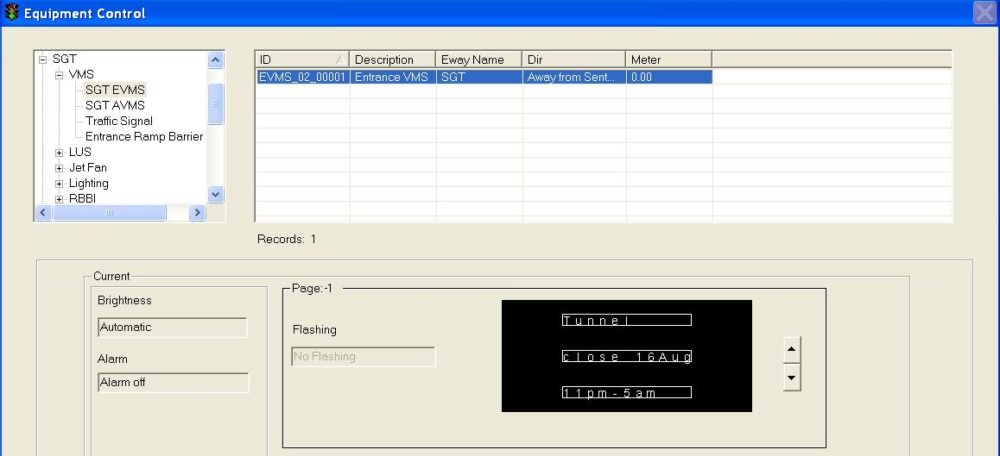 Equipment Control
SGT
VMS
SGT EVMS
SGT AVMS
Traffic Signal
Entrance Ramp Barrier
LUS
Jet Fan
Lighting
RBBI
ID Description Eway Name Dir Meter
EVMS_02_00001 Entrance VMS SGT Away from Sent... 0.00
Records: 1
Current
Brightness
Automatic
Alarm
Alarm off
Page:-1
Flashing
No Flashing
Tunnel
close 16Aug
11pm-5am